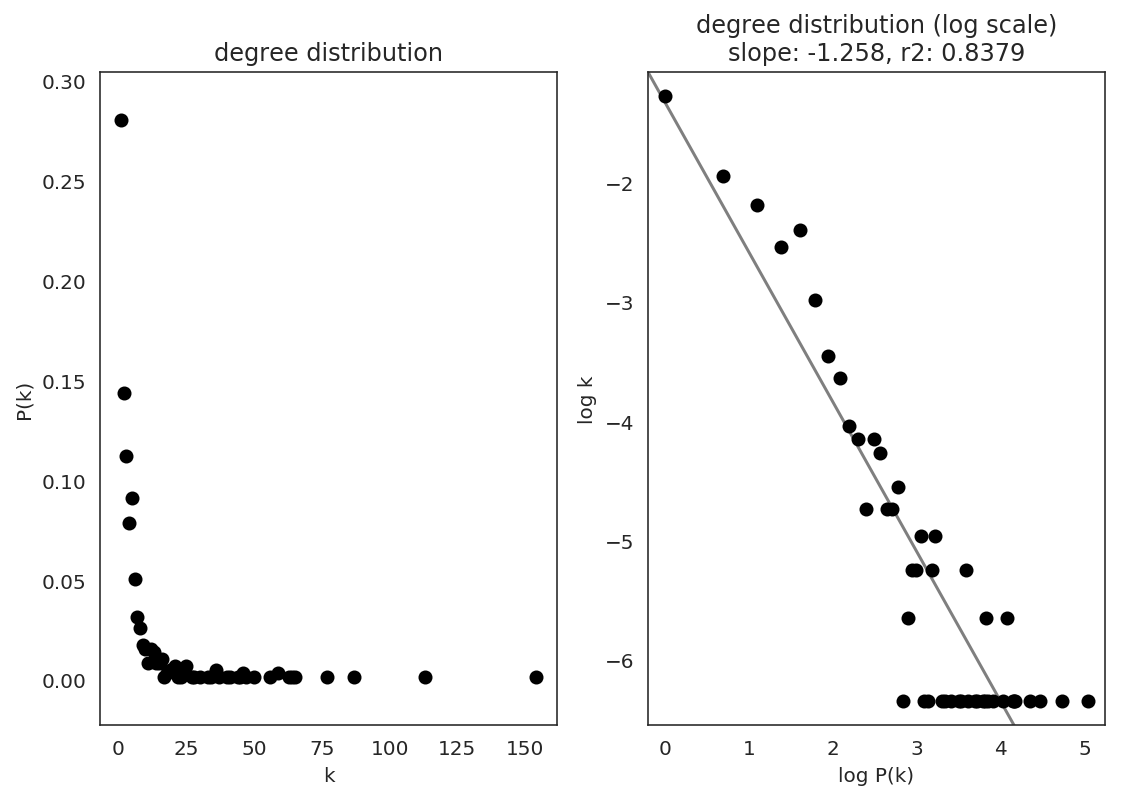 degree distribution
0.30
0.25
0.20
0.15
0.10
0.05
0.00
P(k)
0 25 50 75 100 125 150
k
degree distribution (log scale)
slope: -1.258, r2: 0.8379
−2
−3
−4
−5
−6
log k
0 1 2 3 4 5
log P(k)